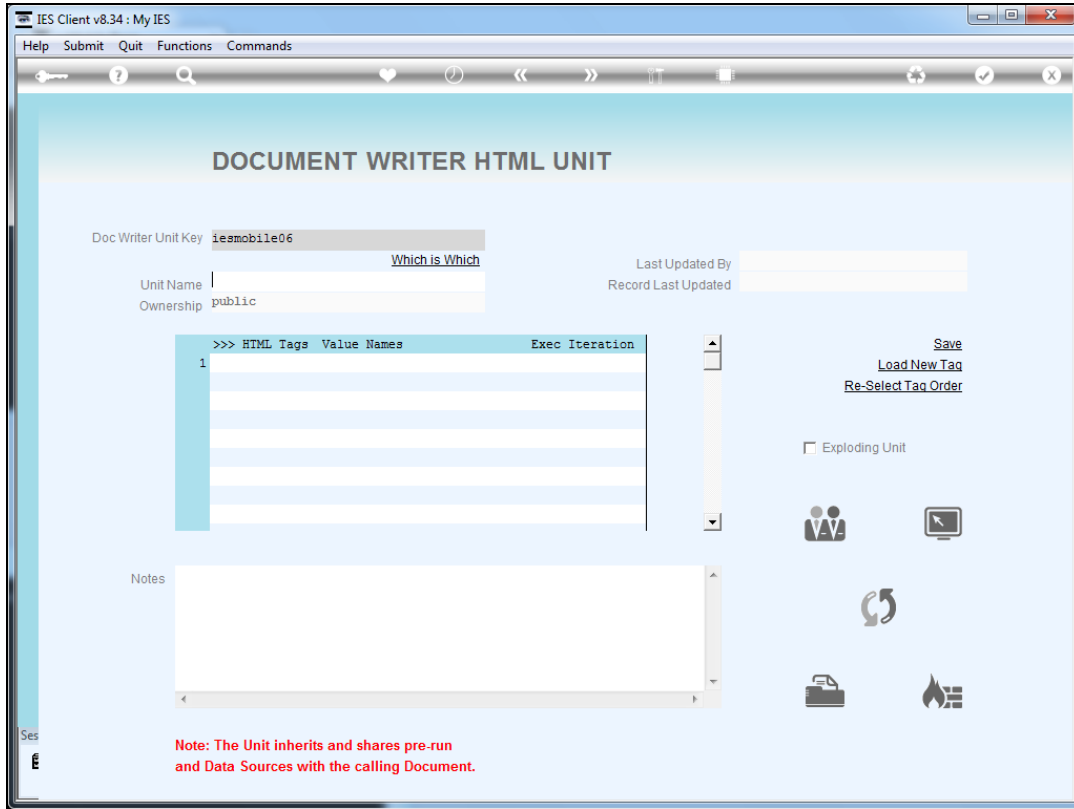 IES Client v8.34 : My IES
Help Submit Quit Functions Commands
DOCUMENT WRITER HTML UNIT
Doc Writer Unit Key iesmobile06
Which is Which
Last Updated By
Unit Name
Record Last Updated
Ownership public
>>> HTML Tags Value Names Exec Iteration
Save
1
Load New Tag
Re-Select Tag Order
Exploding Unit
Notes
Ses
Note: The Unit inherits and shares pre-run
and Data Sources with the calling Document.